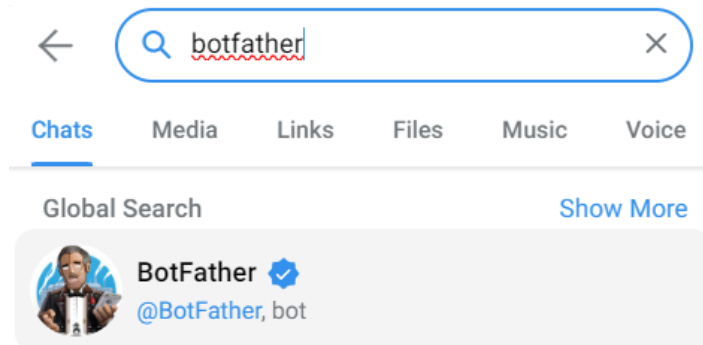 botfather
Chats Media Links Files Music Voice
Global Search Show More
BotFather
@BotFather, bot